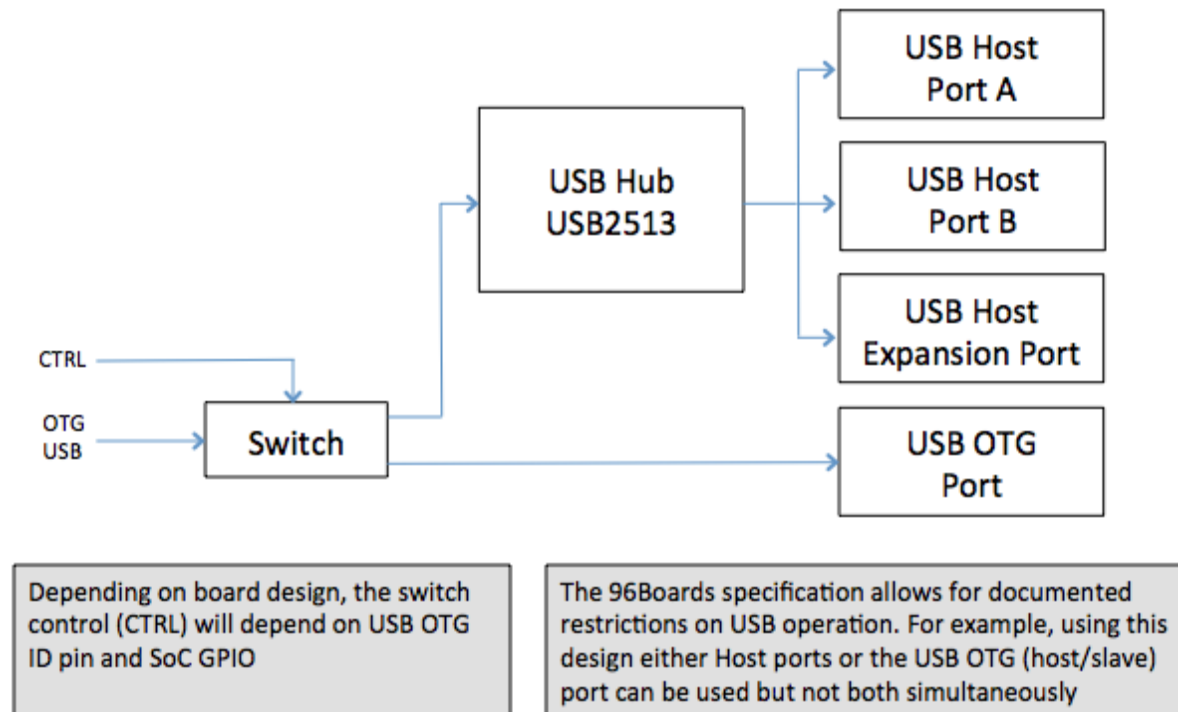 USB Host
Port A
USB Hub
USB2513
USB Host
Port B
USB Host
Expansion Port
CTRL
OTG
USB
Switch
USB OTG
Port
Depending on board design, the switch
control (CTRL) will depend on USB OTG
ID pin and SoC GPIO
The 96Boards specification allows for documented
restrictions on USB operation. For example, using this
design either Host ports or the USB OTG (host/slave)
port can be used but not both simultaneously